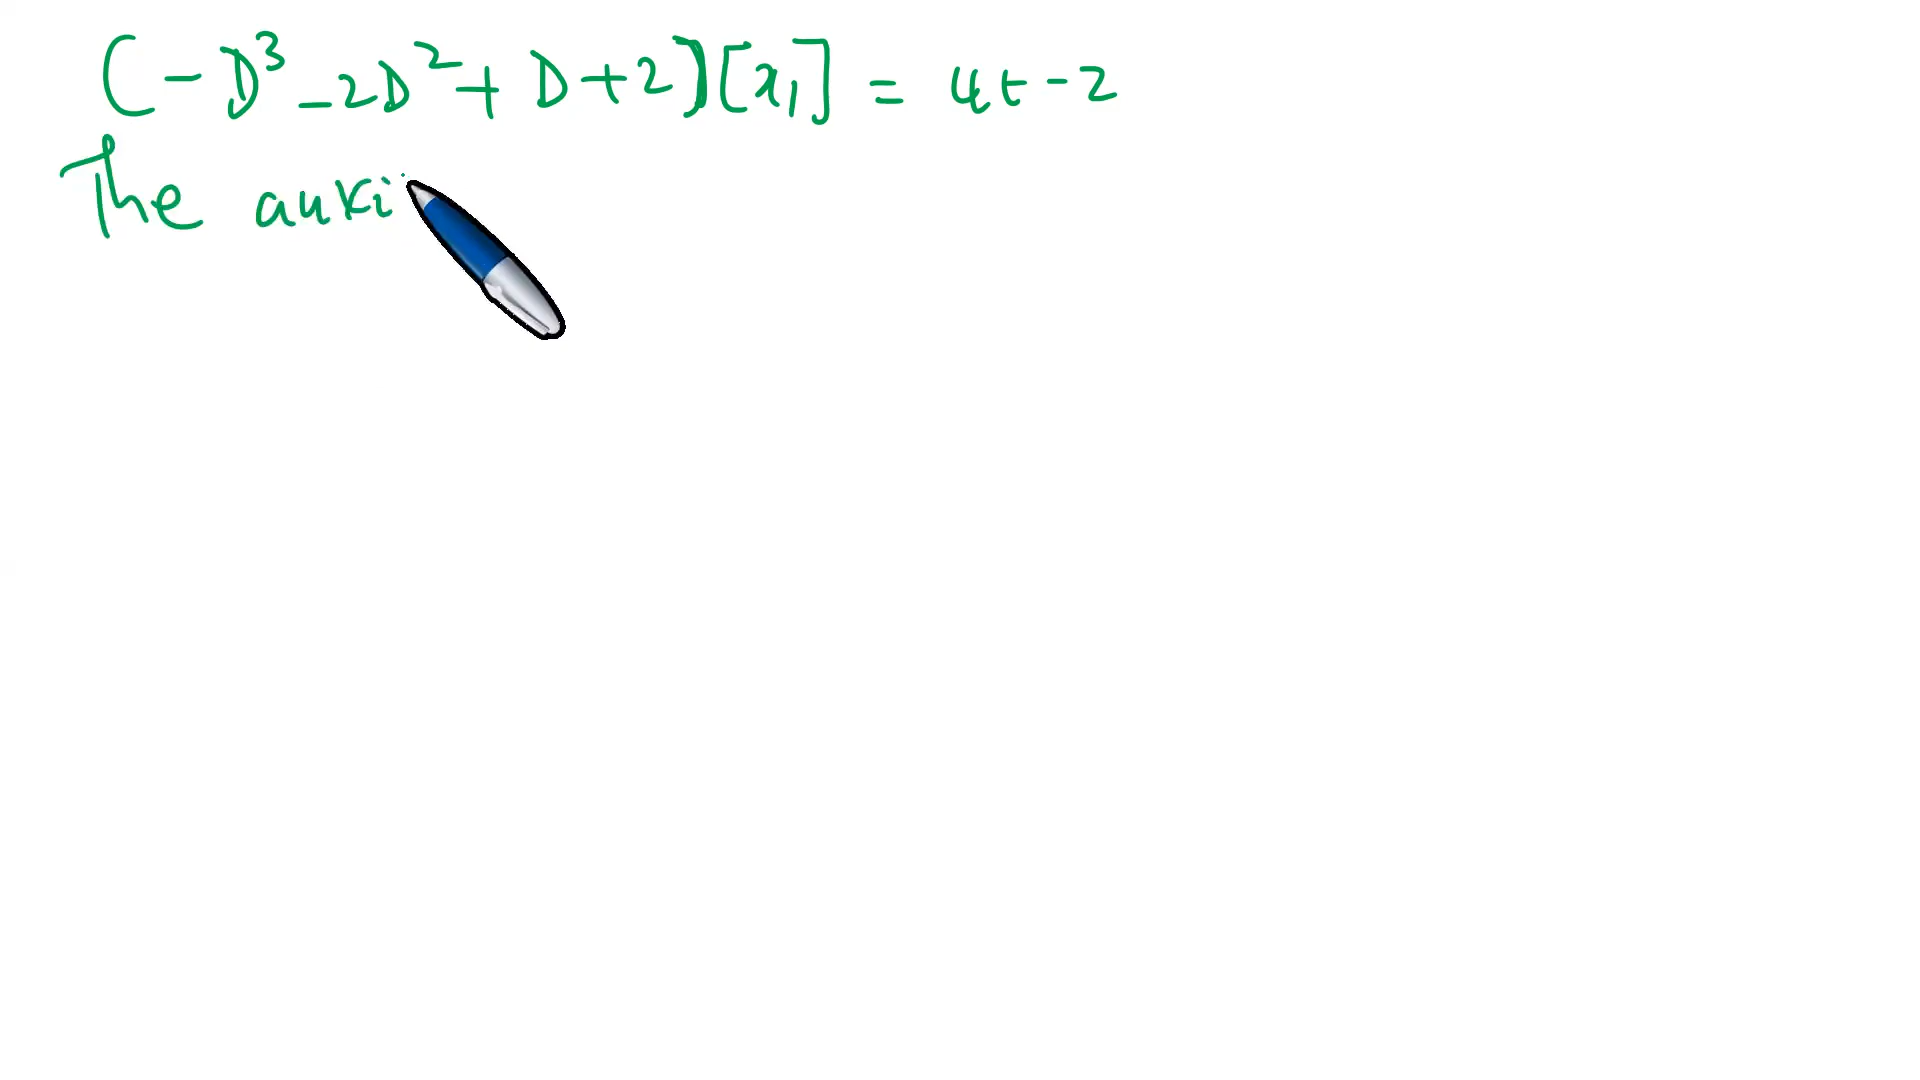 (-D³ -2D² + D + 2)[x₁] = 4t - 2
The auxi